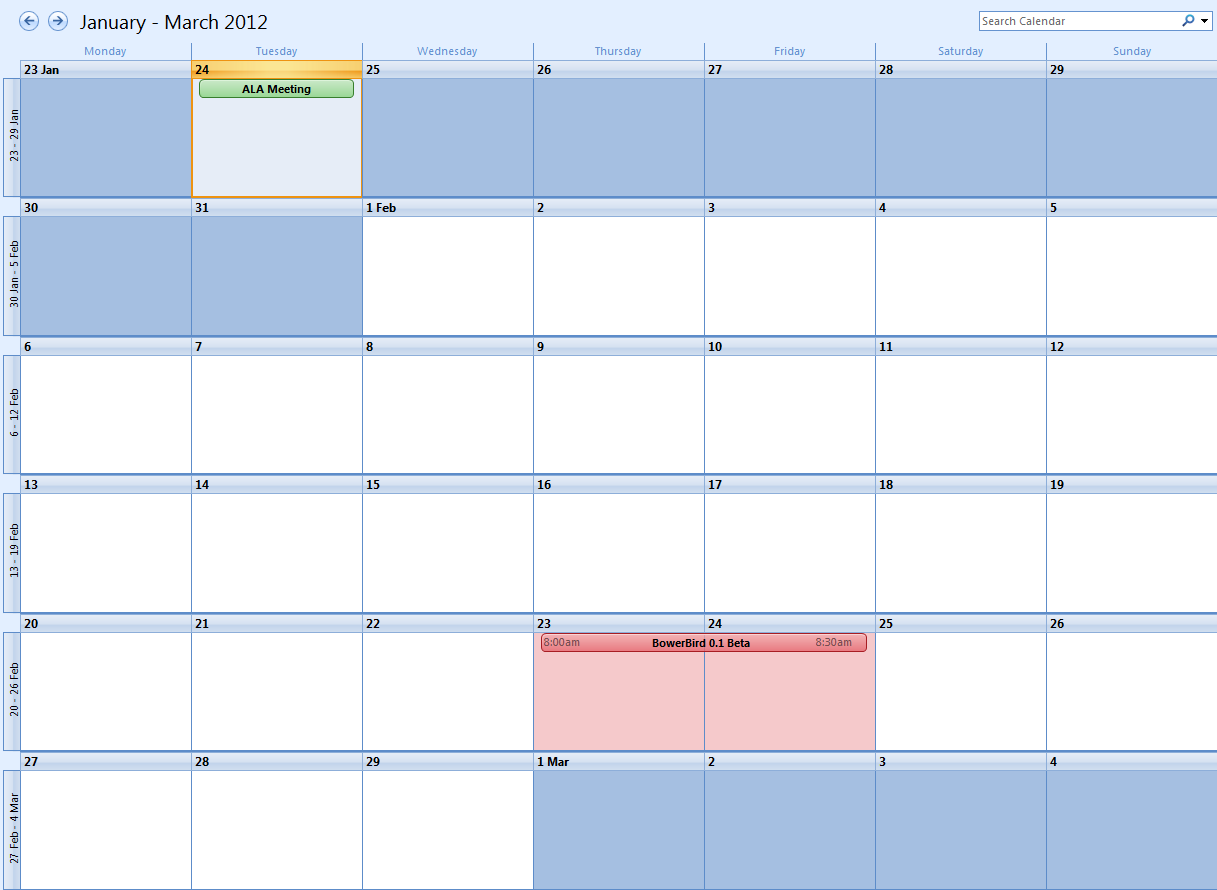 January - March 2012
Search Calendar
Monday Tuesday Wednesday Thursday Friday Saturday Sunday
23 Jan 24 25 26 27 28 29
23 - 29 Jan
ALA Meeting
30 31 1 Feb 2 3 4 5
30 Jan - 5 Feb
6 7 8 9 10 11 12
6 - 12 Feb
13 14 15 16 17 18 19
13 - 19 Feb
20 21 22 23 24 25 26
20 - 26 Feb
8:00am BowerBird 0.1 Beta 8:30am
27 28 29 1 Mar 2 3 4
27 Feb - 4 Mar